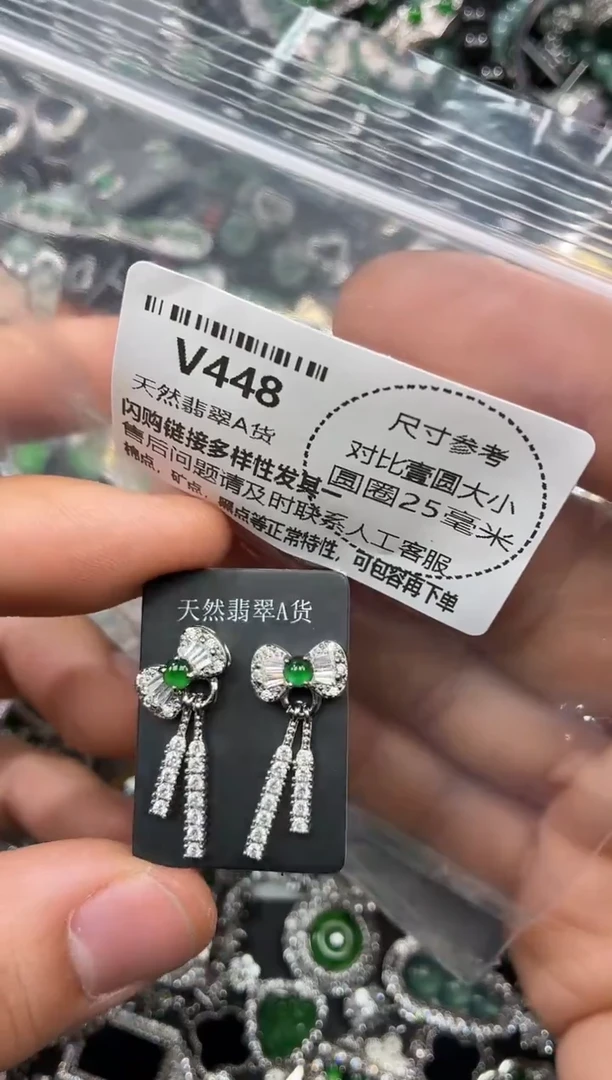 V448
天然翡翠A货
闪购链接多样性发其一
售后问题请及时联系人工客服
棉点，矿点，黑点等正常特性，可包容再下单
尺寸参考
对比壹圆大小
圆圈25毫米
天然翡翠A货